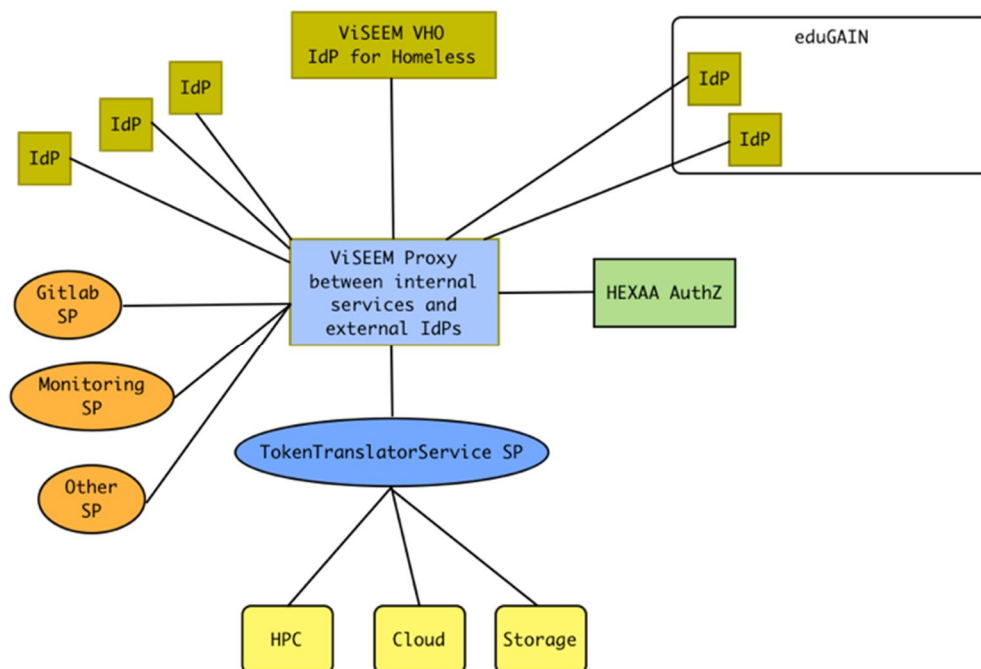 ViSEEM VHO
IdP for Homeless
eduGAIN
IdP
IdP
IdP
IdP
IdP
ViSEEM Proxy
between internal
services and
external IdPs
HEXAA AuthZ
Gitlab
SP
Monitoring
SP
Other
SP
TokenTranslatorService SP
HPC
Cloud
Storage